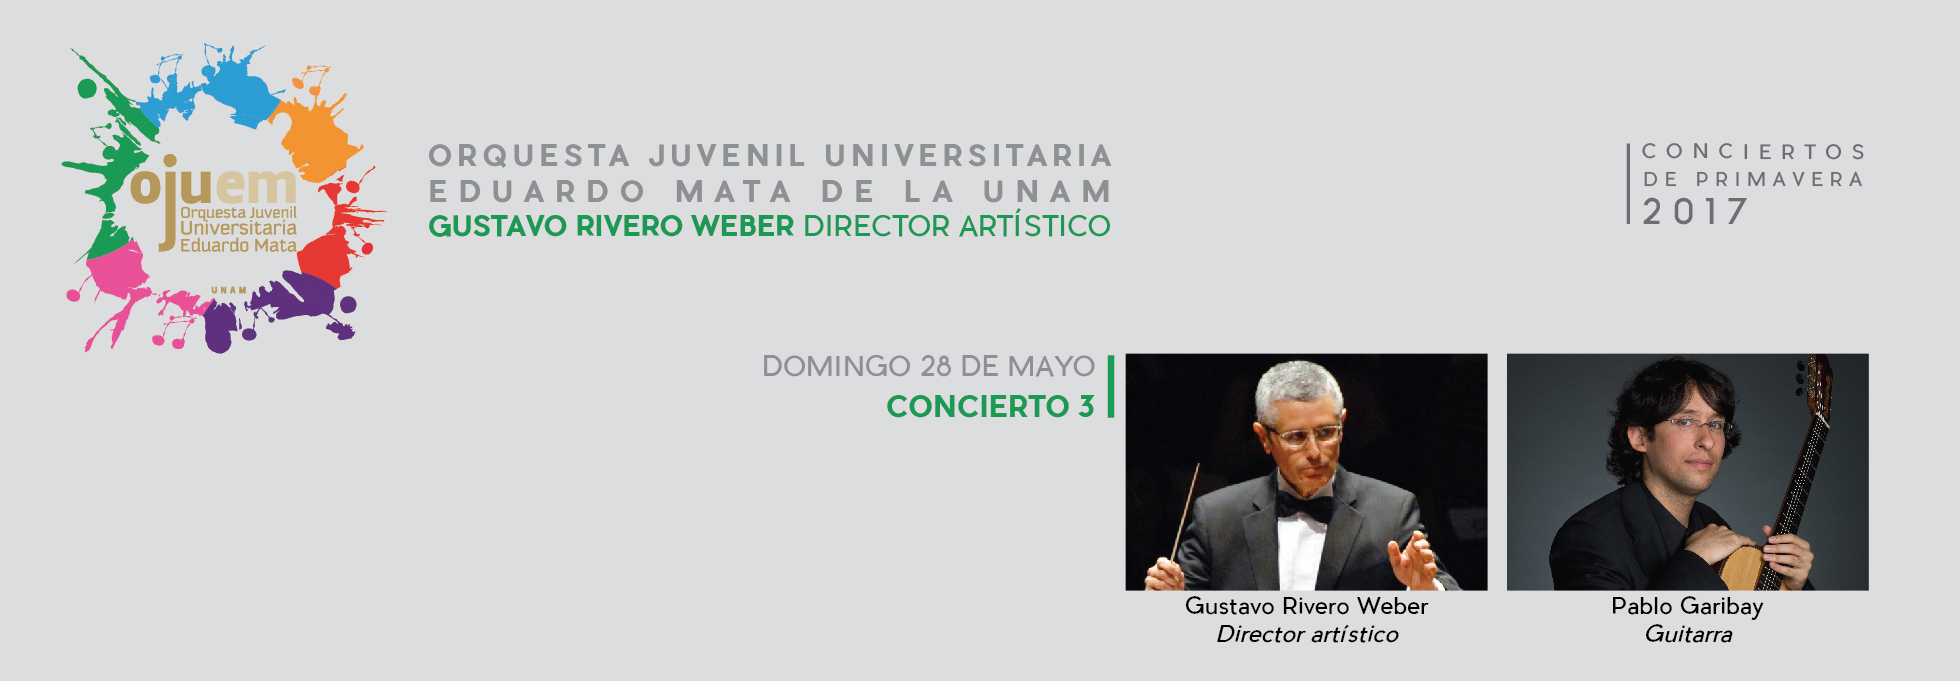 ojuem
Orquesta Juvenil
Universitaria
Eduardo Mata
UNAM
ORQUESTA JUVENIL UNIVERSITARIA
EDUARDO MATA DE LA UNAM
GUSTAVO RIVERO WEBER DIRECTOR ARTÍSTICO
CONCIERTOS
DE PRIMAVERA
2017
DOMINGO 28 DE MAYO
CONCIERTO 3
Gustavo Rivero Weber
Director artístico
Pablo Garibay
Guitarra